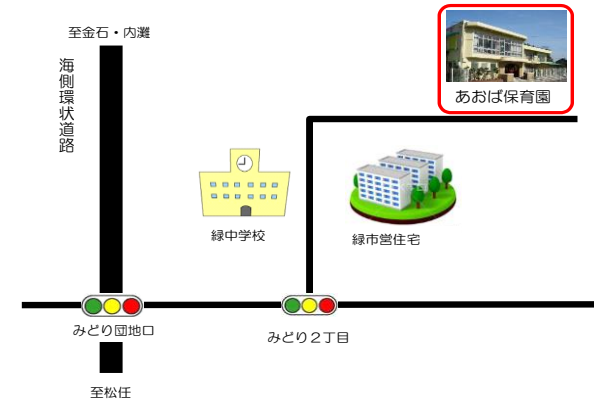 至金石・内灘
海側環状道路
あおば保育園
緑中学校
緑市営住宅
みどり団地口
みどり２丁目
至松任